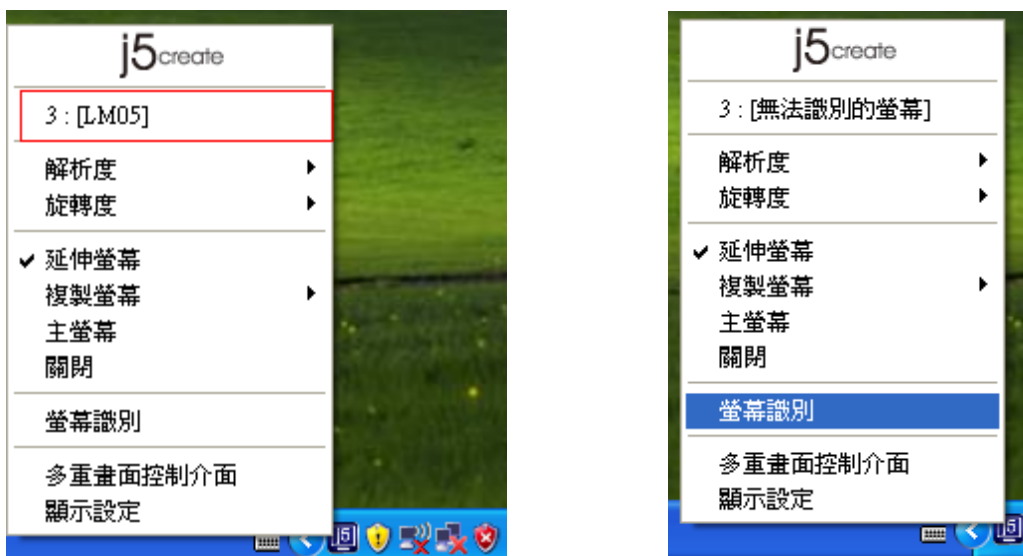 j5create
3 : [LM05]
解析度
旋轉度
延伸螢幕
複製螢幕
主螢幕
關閉
螢幕識別
多重畫面控制介面
顯示設定
j5
j5create
3 : [無法識別的螢幕]
解析度
旋轉度
延伸螢幕
複製螢幕
主螢幕
關閉
螢幕識別
多重畫面控制介面
顯示設定
j5